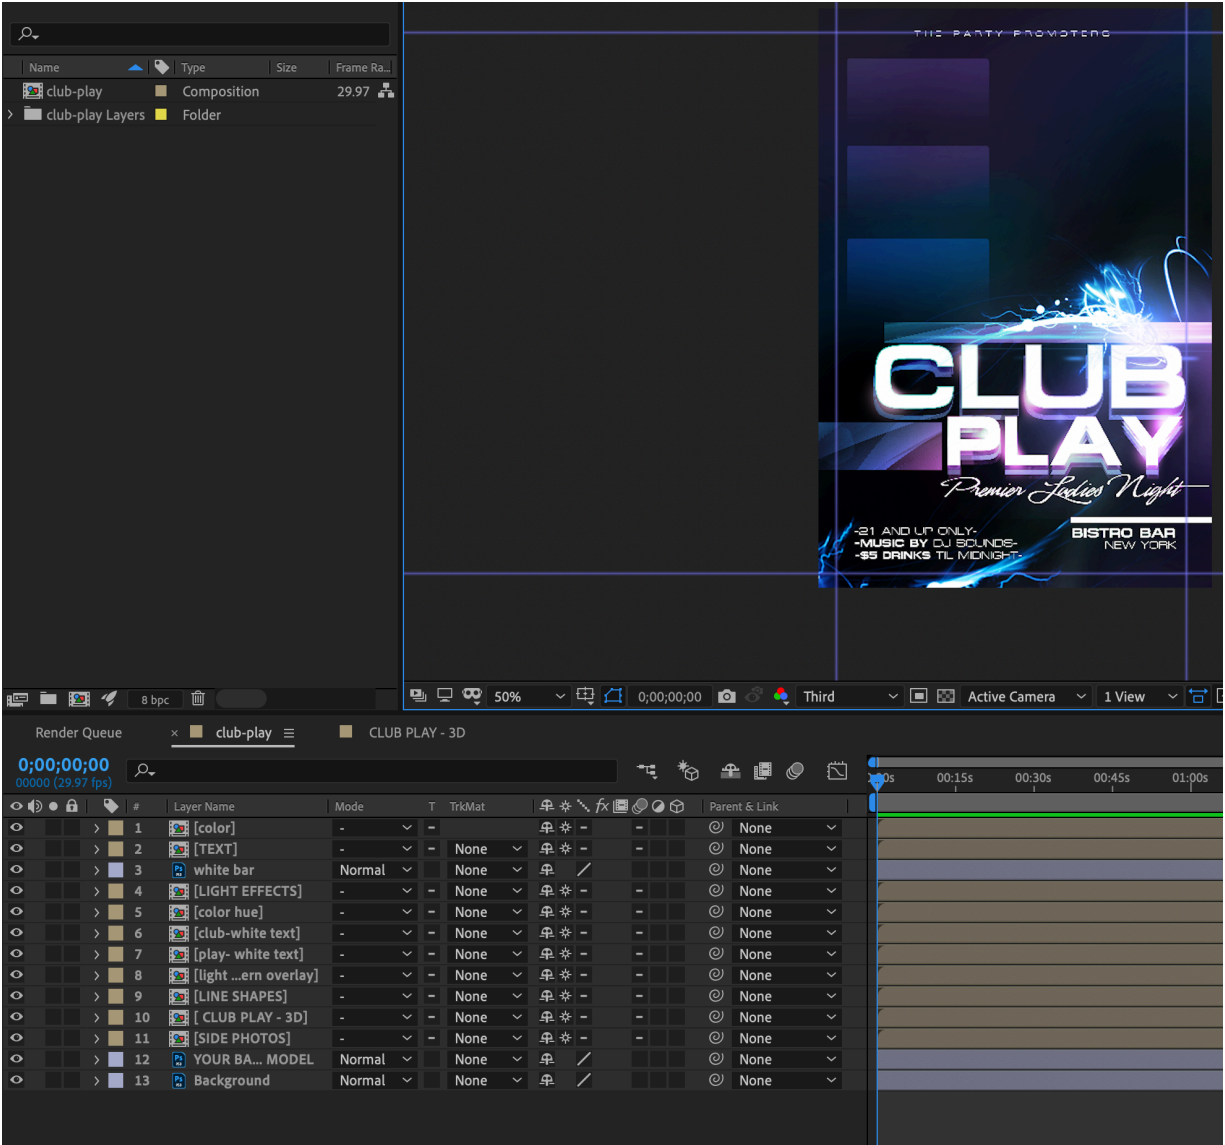 Name Type Size Frame Ra...
club-play Composition 29.97
club-play Layers Folder
8 bpc
THE PARTY PROMOTERS
CLUB
PLAY
Premier Ladies Night
-21 AND UP ONLY-
-MUSIC BY DJ SOUNDS-
-$5 DRINKS TIL MIDNIGHT-
BISTRO BAR
NEW YORK
50% 0;00;00;00 Third Active Camera 1 View
Render Queue × club-play CLUB PLAY - 3D
0;00;00;00
00000 (29.97 fps)
00:15s 00:30s 00:45s 01:00s
# Layer Name Mode T TrkMat fx Parent & Link
1 [color] - None
2 [TEXT] - None None
3 white bar Normal None None
4 [LIGHT EFFECTS] - None None
5 [color hue] - None None
6 [club-white text] - None None
7 [play- white text] - None None
8 [light ...ern overlay] - None None
9 [LINE SHAPES] - None None
10 [ CLUB PLAY - 3D] - None None
11 [SIDE PHOTOS] - None None
12 YOUR BA... MODEL Normal None None
13 Background Normal None None